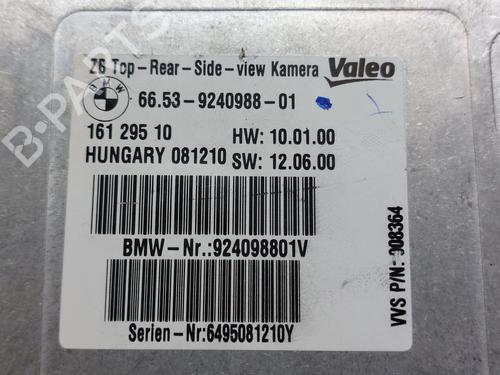 Z6 Top-Rear-Side-view Kamera Valeo
BMW 66.53-9240988-01
161 295 10 HW: 10.01.00
HUNGARY 081210 SW: 12.06.00
BMW-Nr.:924098801V
Serien-Nr:6495081210Y
VVS P/N: 008364
B-PARTS